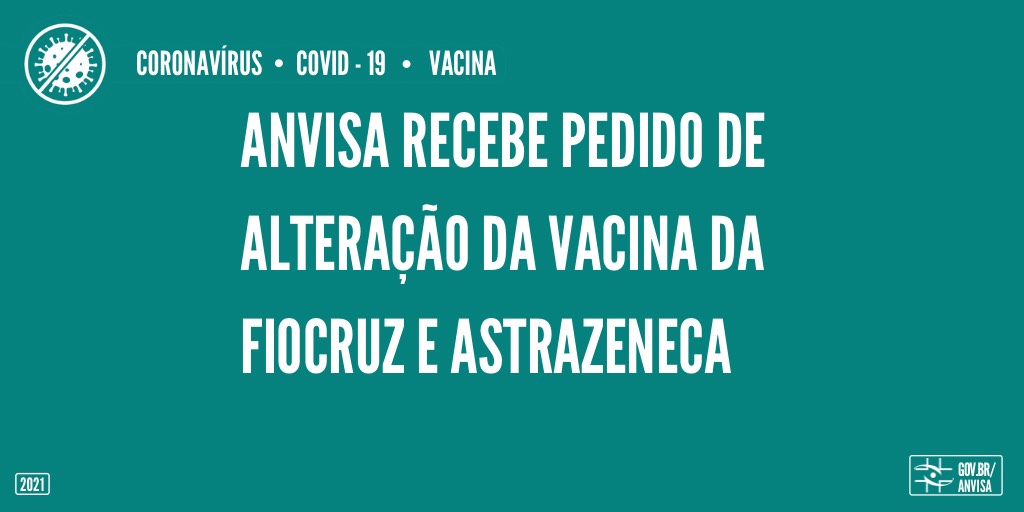 CORONAVÍRUS • COVID - 19 • VACINA
ANVISA RECEBE PEDIDO DE
ALTERAÇÃO DA VACINA DA
FIOCRUZ E ASTRAZENECA
2021
GOV.BR/
ANVISA